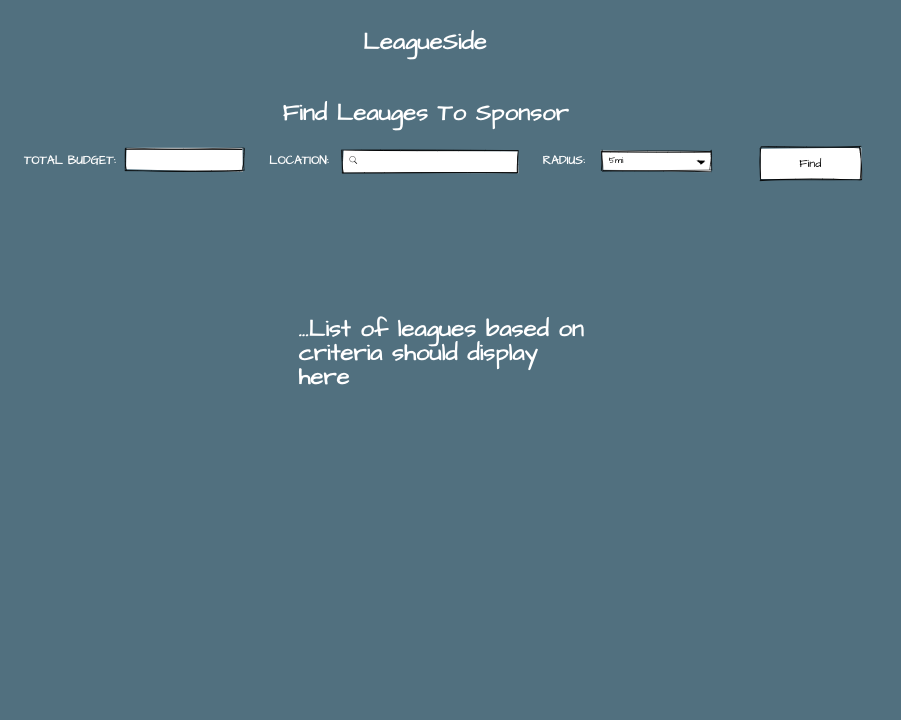 LeagueSide
Find Leauges To Sponsor
TOTAL BUDGET: LOCATION: RADIUS: 5mi Find
...List of leagues based on
criteria should display
here